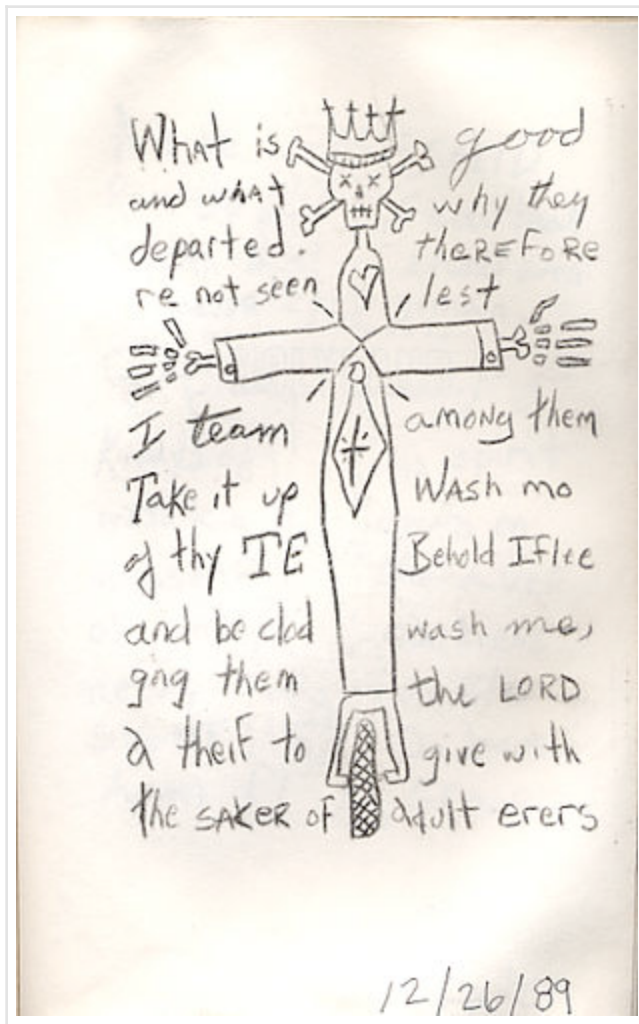 What is good
and what why they
departed. theREFORE
re not seen lest
I team among them
Take it up Wash mo
of thy TE Behold Iflee
and be clod wash me,
gng them the LORD
a theif to give with
the SAKER OF adult erers
12/26/89